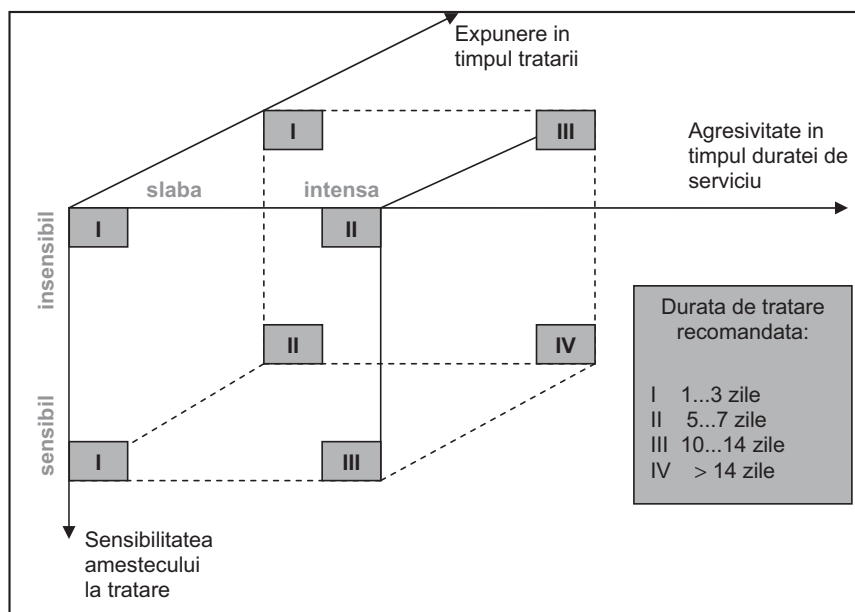 Expunere in
timpul tratarii
I
III
Agresivitate in
timpul duratei de
serviciu
slaba
intensa
I
II
insensibil
II
IV
sensibil
I
III
Durata de tratare
recomandata:
I 1...3 zile
II 5...7 zile
III 10...14 zile
IV > 14 zile
Sensibilitatea
amestecului
la tratare